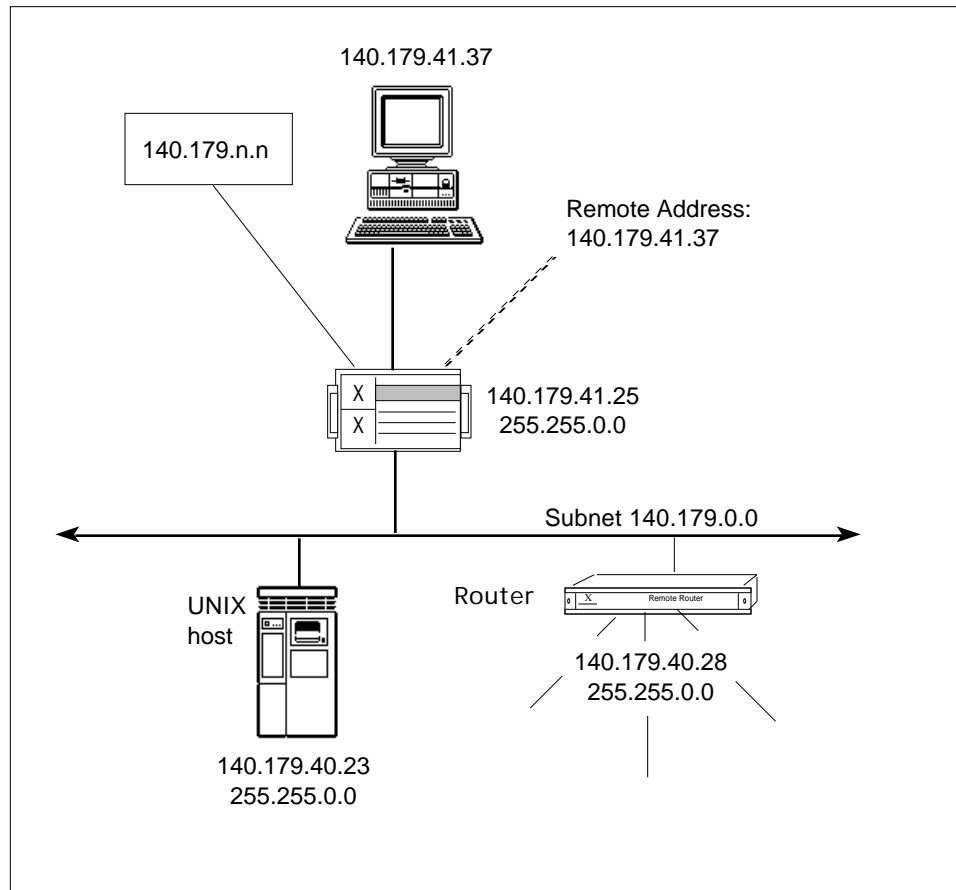 140.179.41.37
140.179.n.n
Remote Address:
140.179.41.37
X
X
140.179.41.25
255.255.0.0
Subnet 140.179.0.0
UNIX
host
Router
X
Remote Router
140.179.40.28
255.255.0.0
140.179.40.23
255.255.0.0